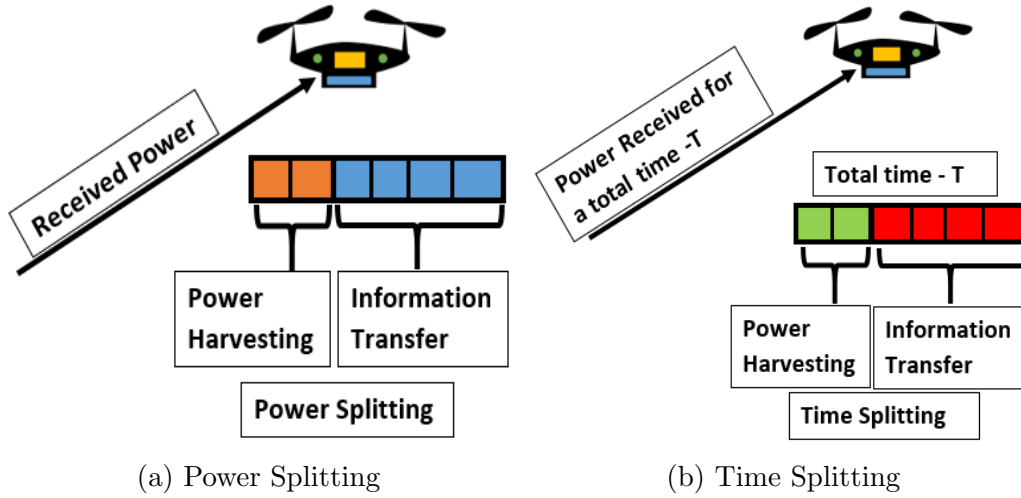 Received Power
Power
Harvesting
Information
Transfer
Power Splitting
(a) Power Splitting
Power Received for
a total time -T
Total time - T
Power
Harvesting
Information
Transfer
Time Splitting
(b) Time Splitting